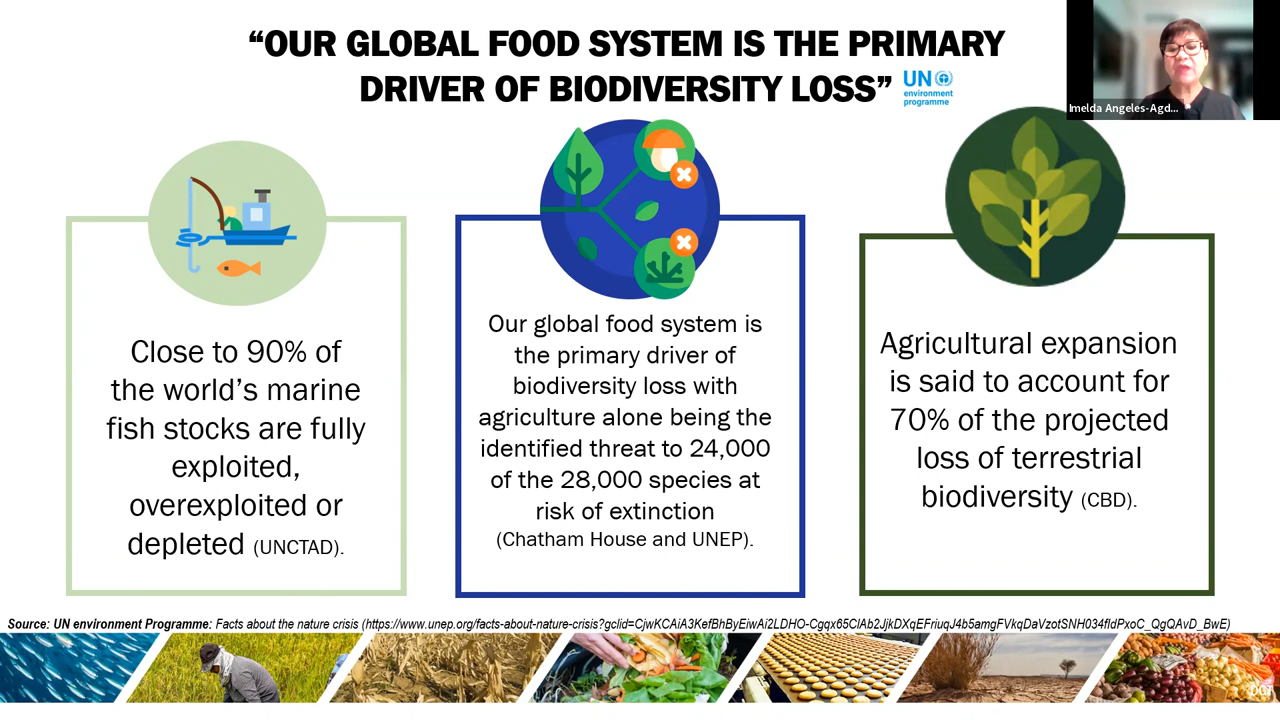 “OUR GLOBAL FOOD SYSTEM IS THE PRIMARY
DRIVER OF BIODIVERSITY LOSS”
UN
environment
programme
Imelda Angeles-Agd...
Close to 90% of
the world’s marine
fish stocks are fully
exploited,
overexploited or
depleted (UNCTAD).
Our global food system is
the primary driver of
biodiversity loss with
agriculture alone being the
identified threat to 24,000
of the 28,000 species at
risk of extinction
(Chatham House and UNEP).
Agricultural expansion
is said to account for
70% of the projected
loss of terrestrial
biodiversity (CBD).
Source: UN environment Programme: Facts about the nature crisis (https://www.unep.org/facts-about-nature-crisis?gclid=CjwKCAiA3KefBhByEiwAi2LDHO-Cgqx65ClAb2JjkDXqEFriuqJ4b5amgFVkqDaVzotSNH034fIdPxoC_QgQAvD_BwE)